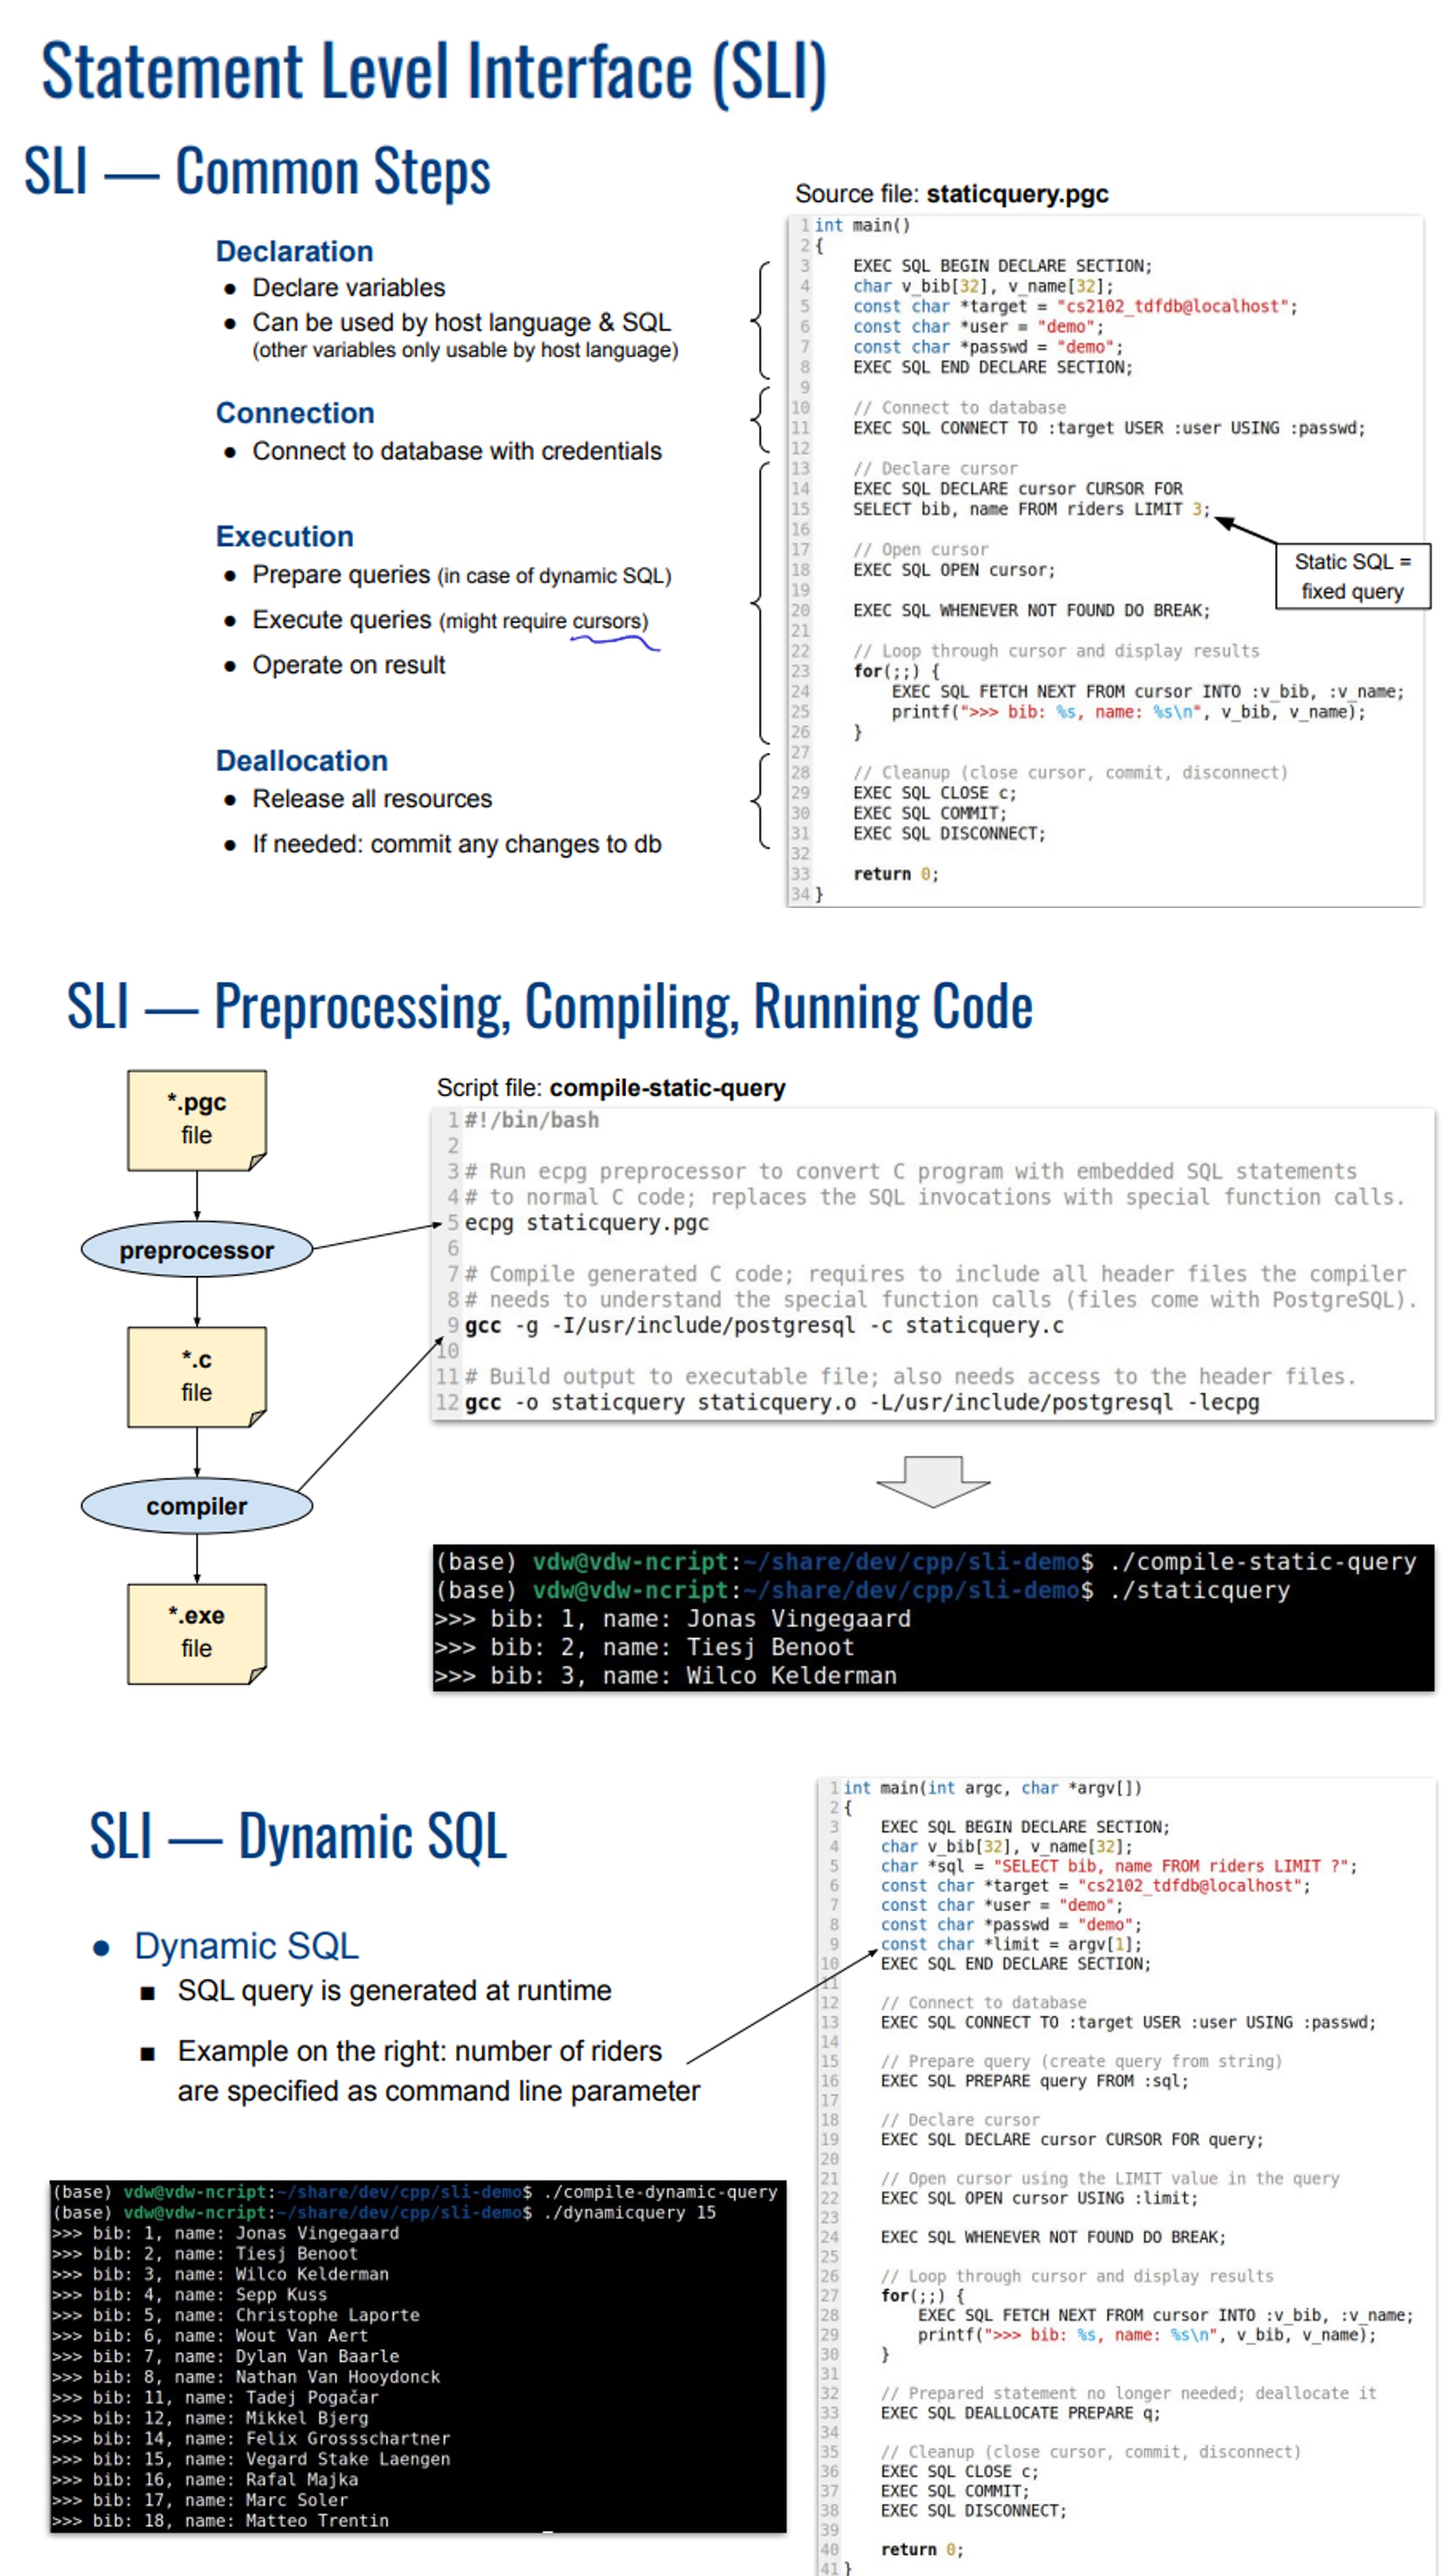 Statement Level Interface (SLI)
SLI — Common Steps
Declaration
● Declare variables
● Can be used by host language & SQL
(other variables only usable by host language)
Connection
● Connect to database with credentials
Execution
● Prepare queries (in case of dynamic SQL)
● Execute queries (might require cursors)
● Operate on result
Deallocation
● Release all resources
● If needed: commit any changes to db
Source file: staticquery.pgc
1 int main()
2 {
3 EXEC SQL BEGIN DECLARE SECTION;
4 char v_bib[32], v_name[32];
5 const char *target = "cs2102_tdfdb@localhost";
6 const char *user = "demo";
7 const char *passwd = "demo";
8 EXEC SQL END DECLARE SECTION;
9
10 // Connect to database
11 EXEC SQL CONNECT TO :target USER :user USING :passwd;
12
13 // Declare cursor
14 EXEC SQL DECLARE cursor CURSOR FOR
15 SELECT bib, name FROM riders LIMIT 3;
16
17 // Open cursor
18 EXEC SQL OPEN cursor;
19
20 EXEC SQL WHENEVER NOT FOUND DO BREAK;
21
22 // Loop through cursor and display results
23 for(;;) {
24 EXEC SQL FETCH NEXT FROM cursor INTO :v_bib, :v_name;
25 printf(">>> bib: %s, name: %s\n", v_bib, v_name);
26 }
27
28 // Cleanup (close cursor, commit, disconnect)
29 EXEC SQL CLOSE c;
30 EXEC SQL COMMIT;
31 EXEC SQL DISCONNECT;
32
33 return 0;
34 }
Static SQL =
fixed query
SLI — Preprocessing, Compiling, Running Code
*.pgc
file
preprocessor
*.c
file
compiler
*.exe
file
Script file: compile-static-query
1 #!/bin/bash
2
3 # Run ecpg preprocessor to convert C program with embedded SQL statements
4 # to normal C code; replaces the SQL invocations with special function calls.
5 ecpg staticquery.pgc
6
7 # Compile generated C code; requires to include all header files the compiler
8 # needs to understand the special function calls (files come with PostgreSQL).
9 gcc -g -I/usr/include/postgresql -c staticquery.c
10
11 # Build output to executable file; also needs access to the header files.
12 gcc -o staticquery staticquery.o -L/usr/include/postgresql -lecpg
(base) vdw@vdw-ncript:~/share/dev/cpp/sli-demo$ ./compile-static-query
(base) vdw@vdw-ncript:~/share/dev/cpp/sli-demo$ ./staticquery
>>> bib: 1, name: Jonas Vingegaard
>>> bib: 2, name: Tiesj Benoot
>>> bib: 3, name: Wilco Kelderman
SLI — Dynamic SQL
● Dynamic SQL
■ SQL query is generated at runtime
■ Example on the right: number of riders
are specified as command line parameter
(base) vdw@vdw-ncript:~/share/dev/cpp/sli-demo$ ./compile-dynamic-query
(base) vdw@vdw-ncript:~/share/dev/cpp/sli-demo$ ./dynamicquery 15
>>> bib: 1, name: Jonas Vingegaard
>>> bib: 2, name: Tiesj Benoot
>>> bib: 3, name: Wilco Kelderman
>>> bib: 4, name: Sepp Kuss
>>> bib: 5, name: Christophe Laporte
>>> bib: 6, name: Wout Van Aert
>>> bib: 7, name: Dylan Van Baarle
>>> bib: 8, name: Nathan Van Hooydonck
>>> bib: 11, name: Tadej Pogačar
>>> bib: 12, name: Mikkel Bjerg
>>> bib: 14, name: Felix Grossschartner
>>> bib: 15, name: Vegard Stake Laengen
>>> bib: 16, name: Rafal Majka
>>> bib: 17, name: Marc Soler
>>> bib: 18, name: Matteo Trentin
1 int main(int argc, char *argv[])
2 {
3 EXEC SQL BEGIN DECLARE SECTION;
4 char v_bib[32], v_name[32];
5 char *sql = "SELECT bib, name FROM riders LIMIT ?";
6 const char *target = "cs2102_tdfdb@localhost";
7 const char *user = "demo";
8 const char *passwd = "demo";
9 const char *limit = argv[1];
10 EXEC SQL END DECLARE SECTION;
11
12 // Connect to database
13 EXEC SQL CONNECT TO :target USER :user USING :passwd;
14
15 // Prepare query (create query from string)
16 EXEC SQL PREPARE query FROM :sql;
17
18 // Declare cursor
19 EXEC SQL DECLARE cursor CURSOR FOR query;
20
21 // Open cursor using the LIMIT value in the query
22 EXEC SQL OPEN cursor USING :limit;
23
24 EXEC SQL WHENEVER NOT FOUND DO BREAK;
25
26 // Loop through cursor and display results
27 for(;;) {
28 EXEC SQL FETCH NEXT FROM cursor INTO :v_bib, :v_name;
29 printf(">>> bib: %s, name: %s\n", v_bib, v_name);
30 }
31
32 // Prepared statement no longer needed; deallocate it
33 EXEC SQL DEALLOCATE PREPARE q;
34
35 // Cleanup (close cursor, commit, disconnect)
36 EXEC SQL CLOSE c;
37 EXEC SQL COMMIT;
38 EXEC SQL DISCONNECT;
39
40 return 0;
41 }